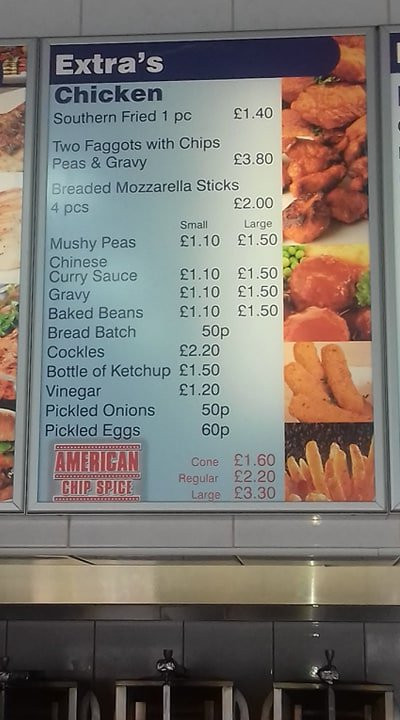 Extra's
Chicken
Southern Fried 1 pc £1.40
Two Faggots with Chips
Peas & Gravy £3.80
Breaded Mozzarella Sticks
4 pcs £2.00
Small Large
Mushy Peas £1.10 £1.50
Chinese
Curry Sauce £1.10 £1.50
Gravy £1.10 £1.50
Baked Beans £1.10 £1.50
Bread Batch 50p
Cockles £2.20
Bottle of Ketchup £1.50
Vinegar £1.20
Pickled Onions 50p
Pickled Eggs 60p
AMERICAN
CHIP SPICE
Cone £1.60
Regular £2.20
Large £3.30